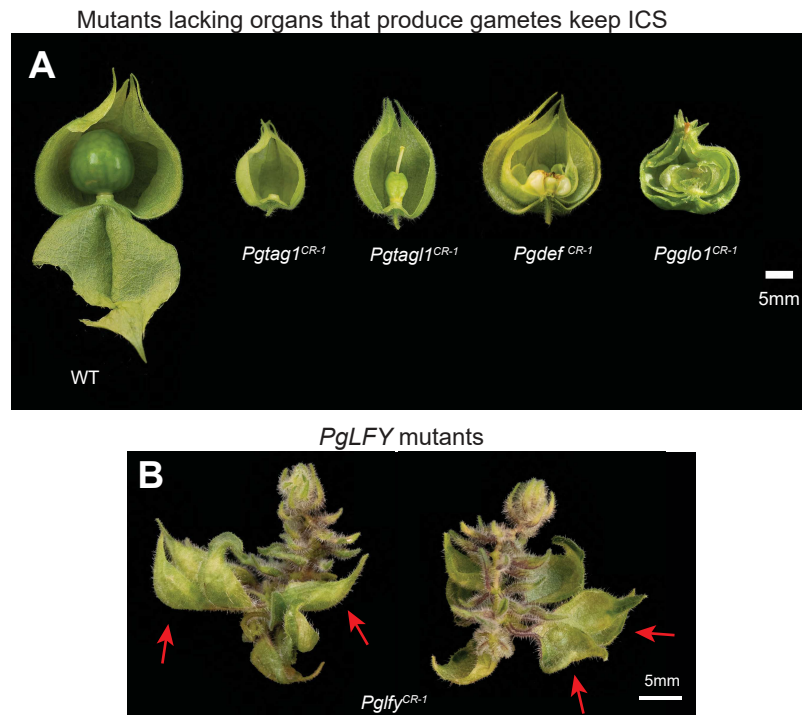 Mutants lacking organs that produce gametes keep ICS
A
Pgtag1CR-1
Pgtagl1CR-1
Pgdef CR-1
Pgglo1CR-1
5mm
WT
PgLFY mutants
B
5mm
PglfyCR-1